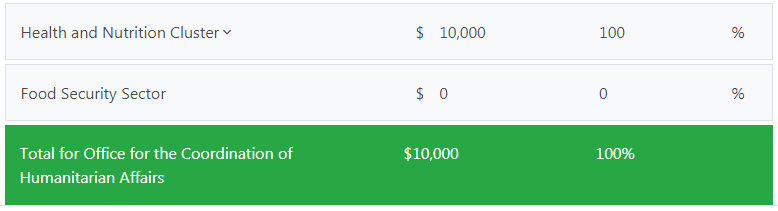 Health and Nutrition Cluster $ 10,000 100 %
Food Security Sector $ 0 0 %
Total for Office for the Coordination of $10,000 100%
Humanitarian Affairs